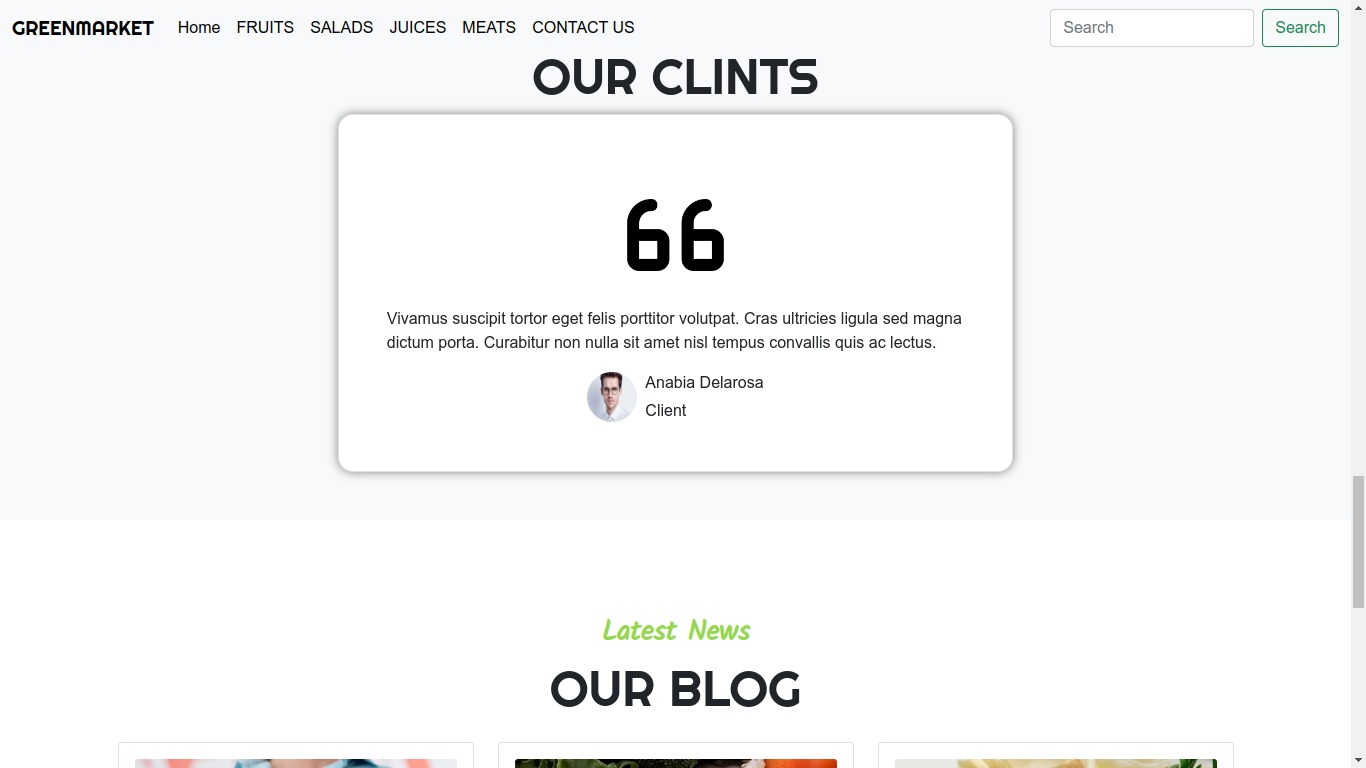 GREENMARKET Home FRUITS SALADS JUICES MEATS CONTACT US Search Search
OUR CLINTS
66
Vivamus suscipit tortor eget felis porttitor volutpat. Cras ultricies ligula sed magna
dictum porta. Curabitur non nulla sit amet nisl tempus convallis quis ac lectus.
Anabia Delarosa
Client
Latest News
OUR BLOG